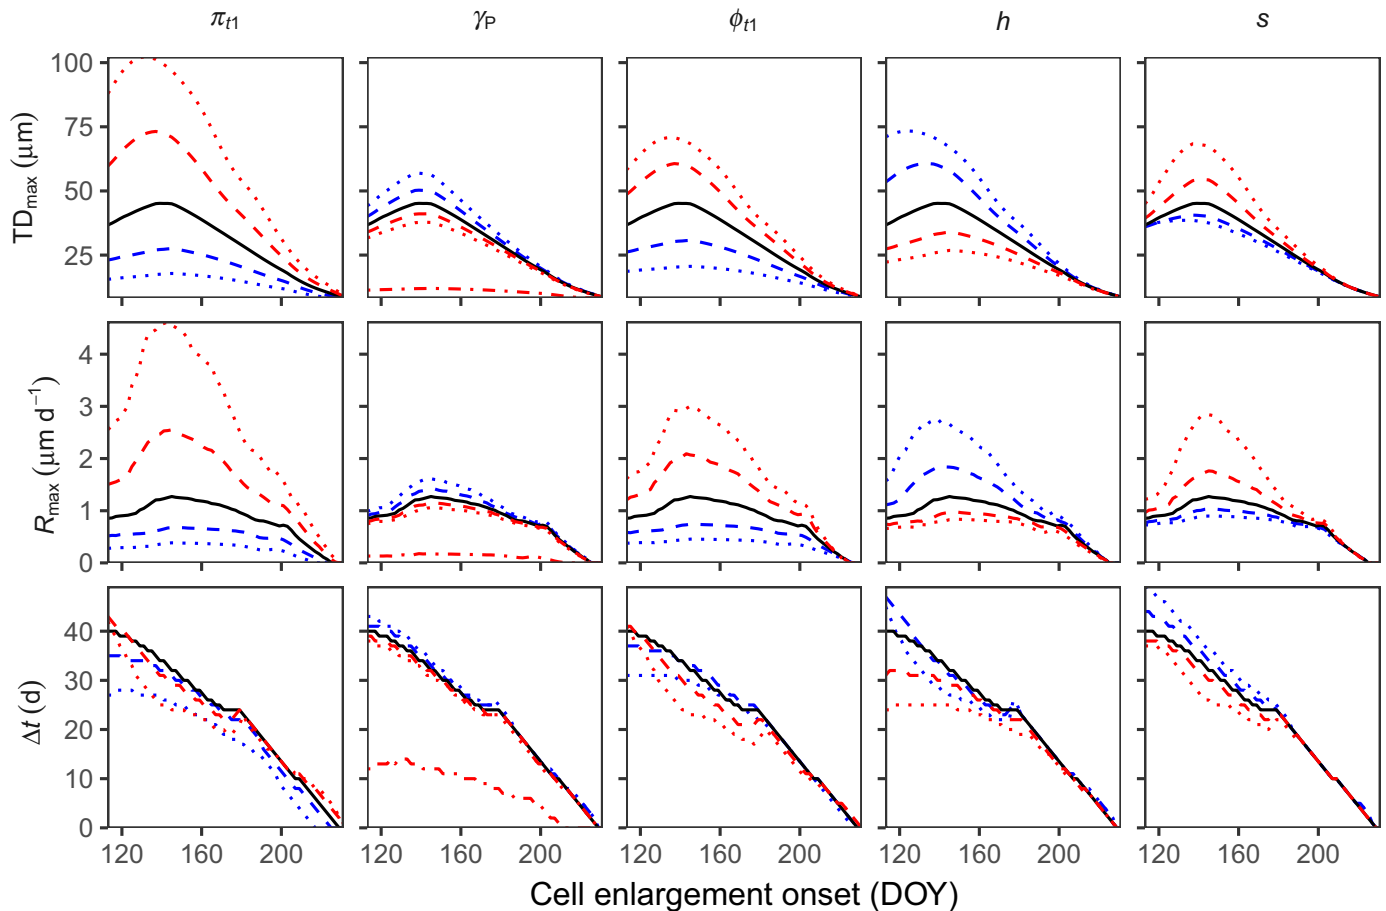 π_t1 γ_P ϕ_t1 h s
TD_max (μm)
100
75
50
25
R_max (μm d⁻¹)
4
3
2
1
0
Δt (d)
40
30
20
10
0
120 160 200 120 160 200 120 160 200 120 160 200 120 160 200
Cell enlargement onset (DOY)